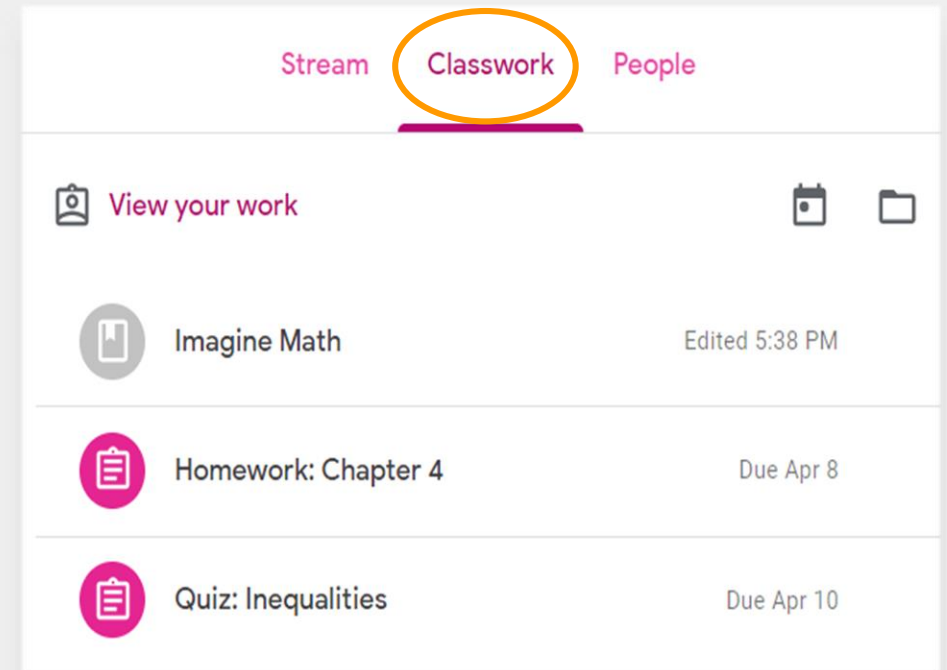 Stream Classwork People
View your work
Imagine Math Edited 5:38 PM
Homework: Chapter 4 Due Apr 8
Quiz: Inequalities Due Apr 10